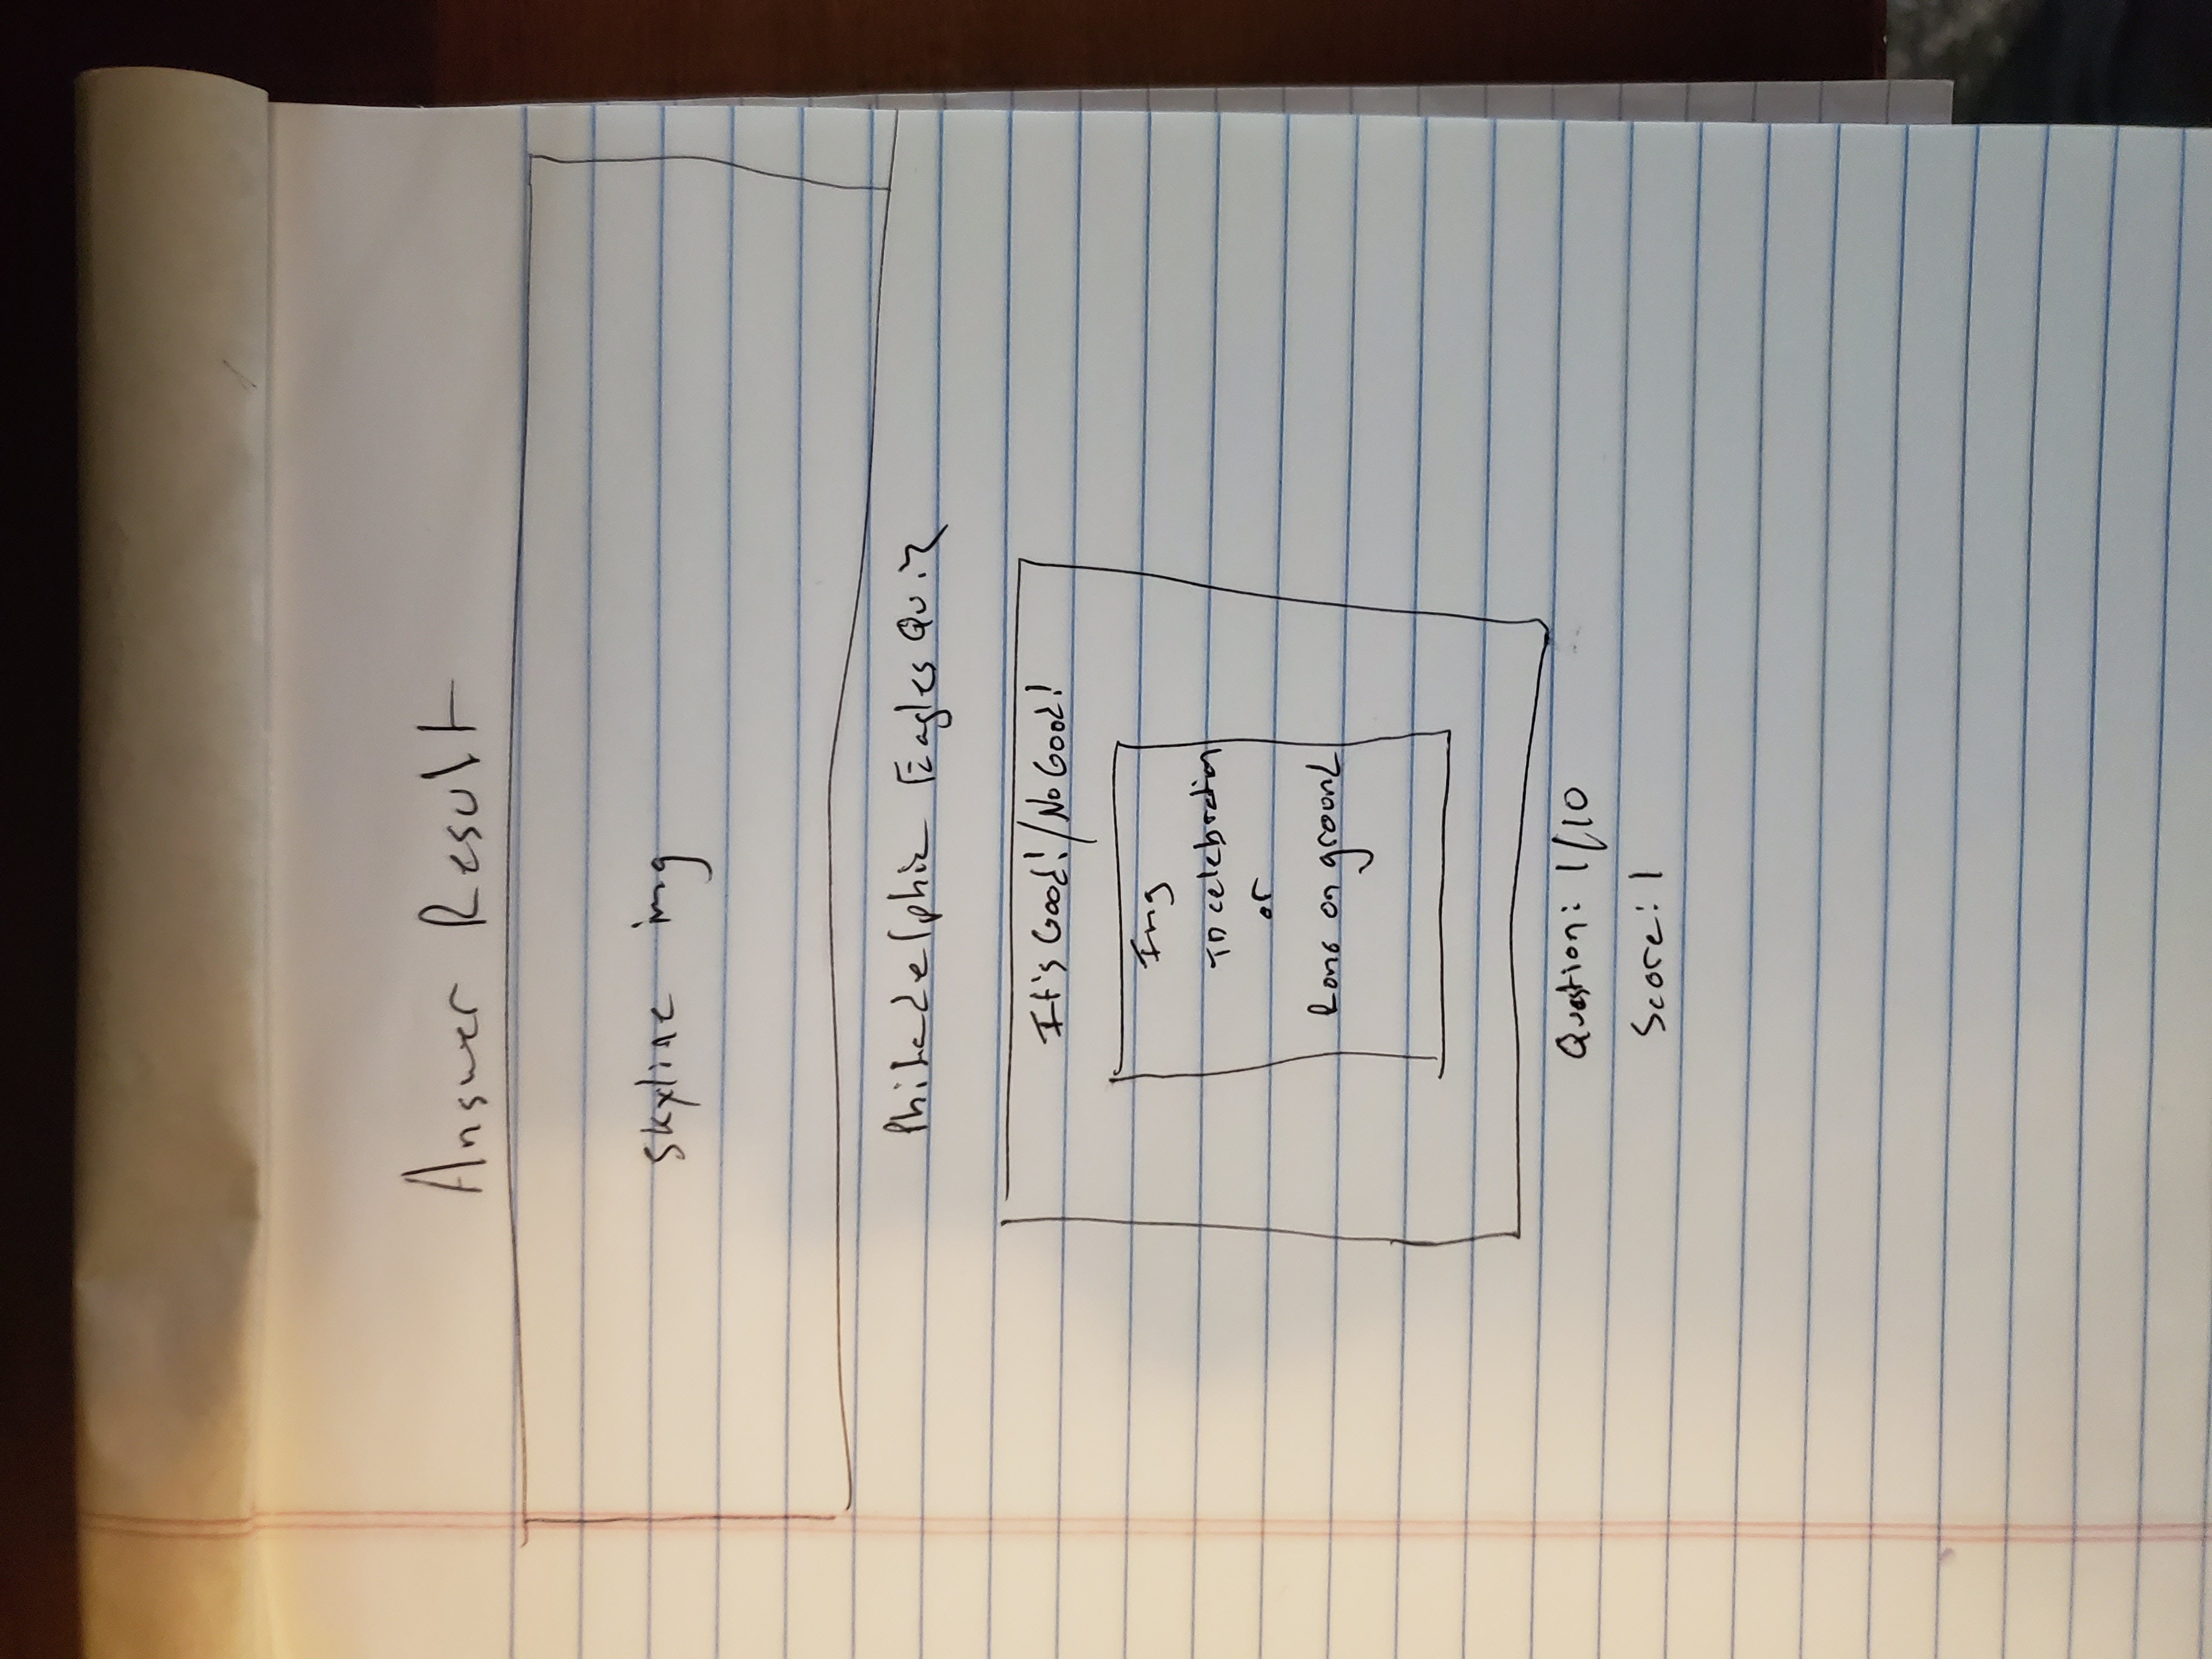 Answer Result
skyline img
Philadelphia Eagles Quiz
It's Good!/No Good!
Img
TD celebration
or
on ground
Question: 1/10
Score: 1